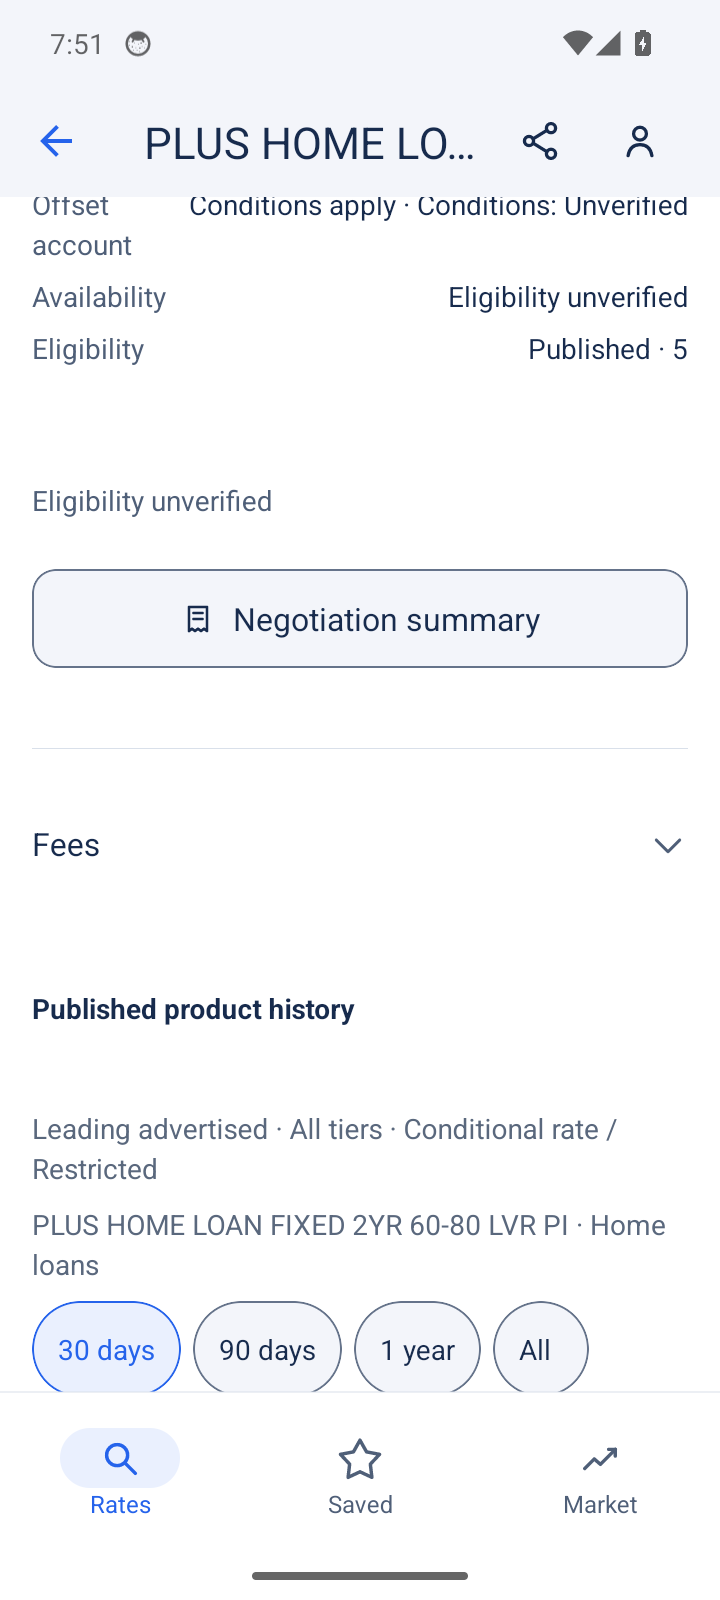 7:51
PLUS HOME LO...
Offset Conditions apply · Conditions: Unverified
account
Availability Eligibility unverified
Eligibility Published · 5
Eligibility unverified
Negotiation summary
Fees
Published product history
Leading advertised · All tiers · Conditional rate /
Restricted
PLUS HOME LOAN FIXED 2YR 60-80 LVR PI · Home
loans
30 days 90 days 1 year All
Rates Saved Market